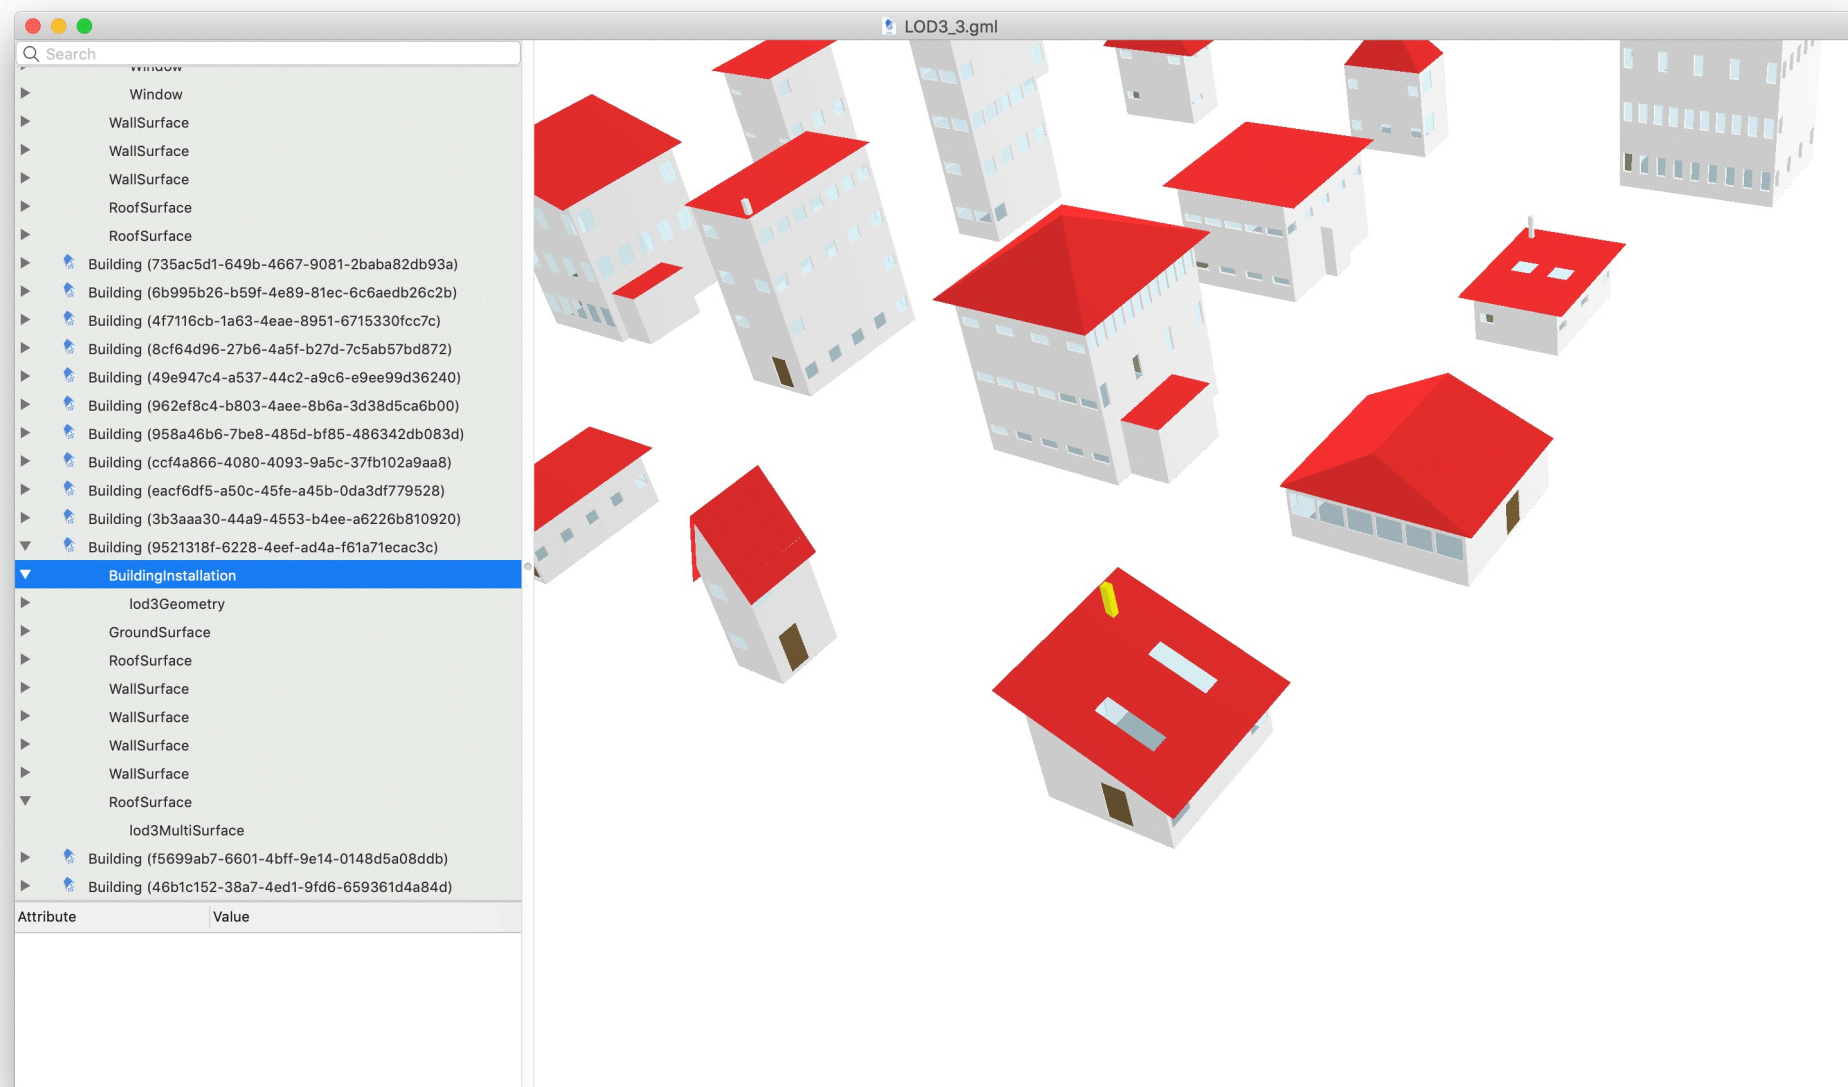 LOD3_3.gml
Search
Window
Window
WallSurface
WallSurface
WallSurface
RoofSurface
RoofSurface
Building (735ac5d1-649b-4667-9081-2baba82db93a)
Building (6b995b26-b59f-4e89-81ec-6c6aedb26c2b)
Building (4f7116cb-1a63-4eae-8951-6715330fcc7c)
Building (8cf64d96-27b6-4a5f-b27d-7c5ab57bd872)
Building (49e947c4-a537-44c2-a9c6-e9ee99d36240)
Building (962ef8c4-b803-4aee-8b6a-3d38d5ca6b00)
Building (958a46b6-7be8-485d-bf85-486342db083d)
Building (ccf4a866-4080-4093-9a5c-37fb102a9aa8)
Building (eacf6df5-a50c-45fe-a45b-0da3df779528)
Building (3b3aaa30-44a9-4553-b4ee-a6226b810920)
Building (9521318f-6228-4eef-ad4a-f61a71ecac3c)
BuildingInstallation
lod3Geometry
GroundSurface
RoofSurface
WallSurface
WallSurface
WallSurface
WallSurface
RoofSurface
lod3MultiSurface
Building (f5699ab7-6601-4bff-9e14-0148d5a08ddb)
Building (46b1c152-38a7-4ed1-9fd6-659361d4a84d)
Attribute Value